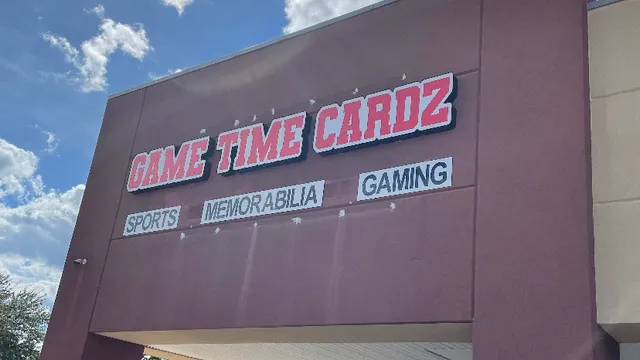 GAME TIME CARDZ
SPORTS MEMORABILIA GAMING